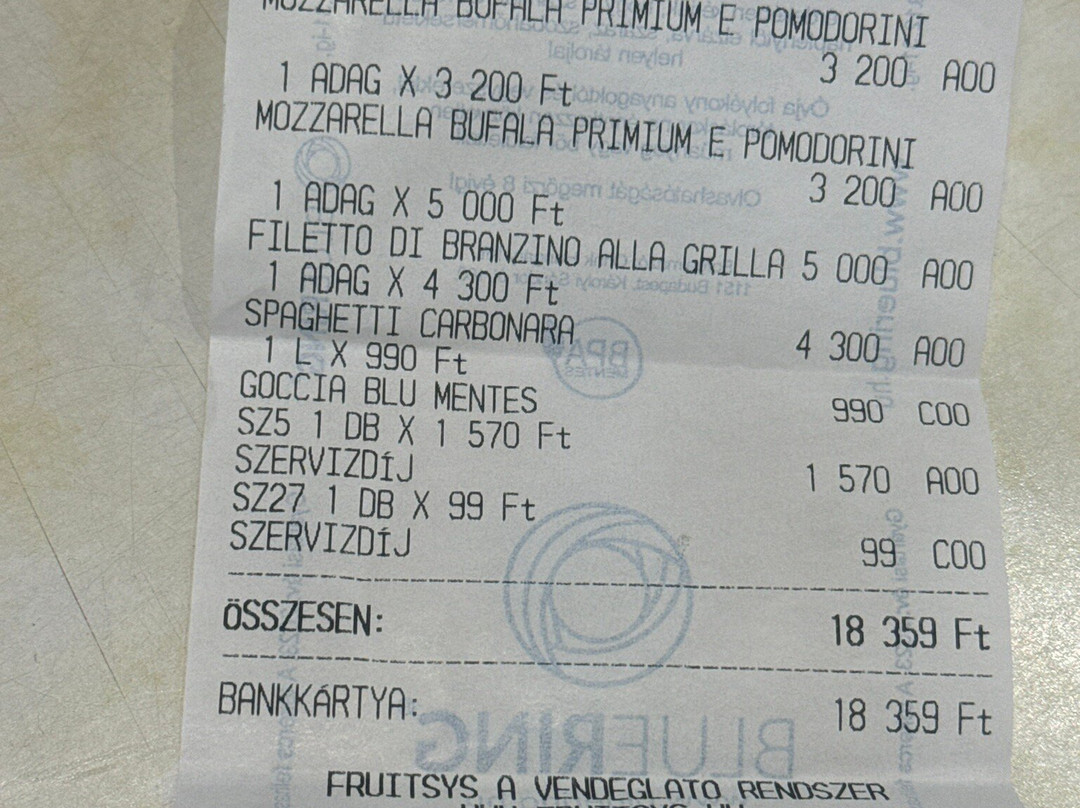 MOZZARELLA BUFALA PRIMIUM E POMODORINI
3 200 A00
1 ADAG X 3 200 Ft
MOZZARELLA BUFALA PRIMIUM E POMODORINI
3 200 A00
1 ADAG X 5 000 Ft
FILETTO DI BRANZINO ALLA GRILLA 5 000 A00
1 ADAG X 4 300 Ft
SPAGHETTI CARBONARA 4 300 A00
1 L X 990 Ft
GOCCIA BLU MENTES 990 C00
SZ5 1 DB X 1 570 Ft
SZERVIZDÍJ 1 570 A00
SZ27 1 DB X 99 Ft
SZERVIZDÍJ 99 C00
ÖSSZESEN: 18 359 Ft
BANKKÁRTYA: 18 359 Ft
BLUERING
FRUITSYS A VENDEGLATO RENDSZER